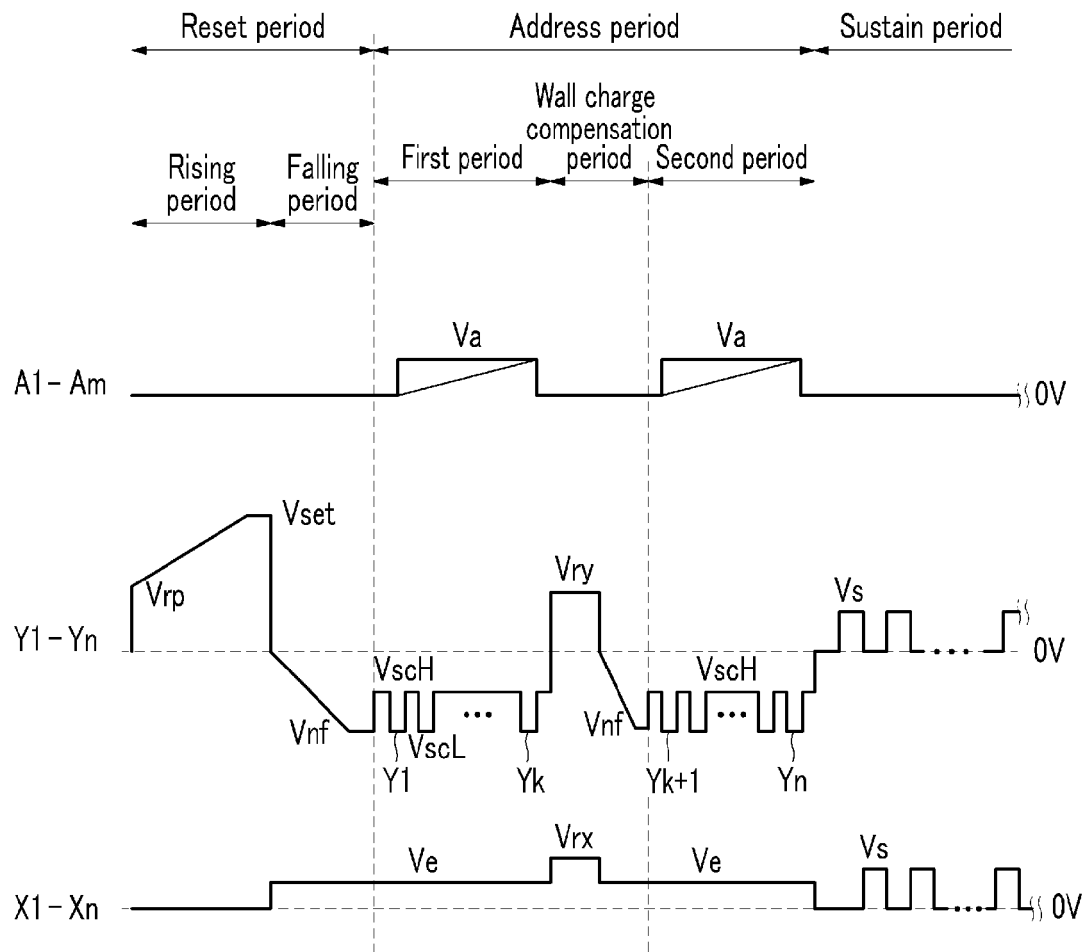 Reset period
Address period
Sustain period
Wall charge
compensation
period
First period
Second period
Rising
period
Falling
period
A1-Am
Va
Va
0V
Y1-Yn
Vrp
Vset
Vnf
VscH
VscL
Y1
Yk
Vry
Vnf
VscH
Yk+1
Yn
Vs
0V
X1-Xn
Ve
Vrx
Ve
Vs
0V